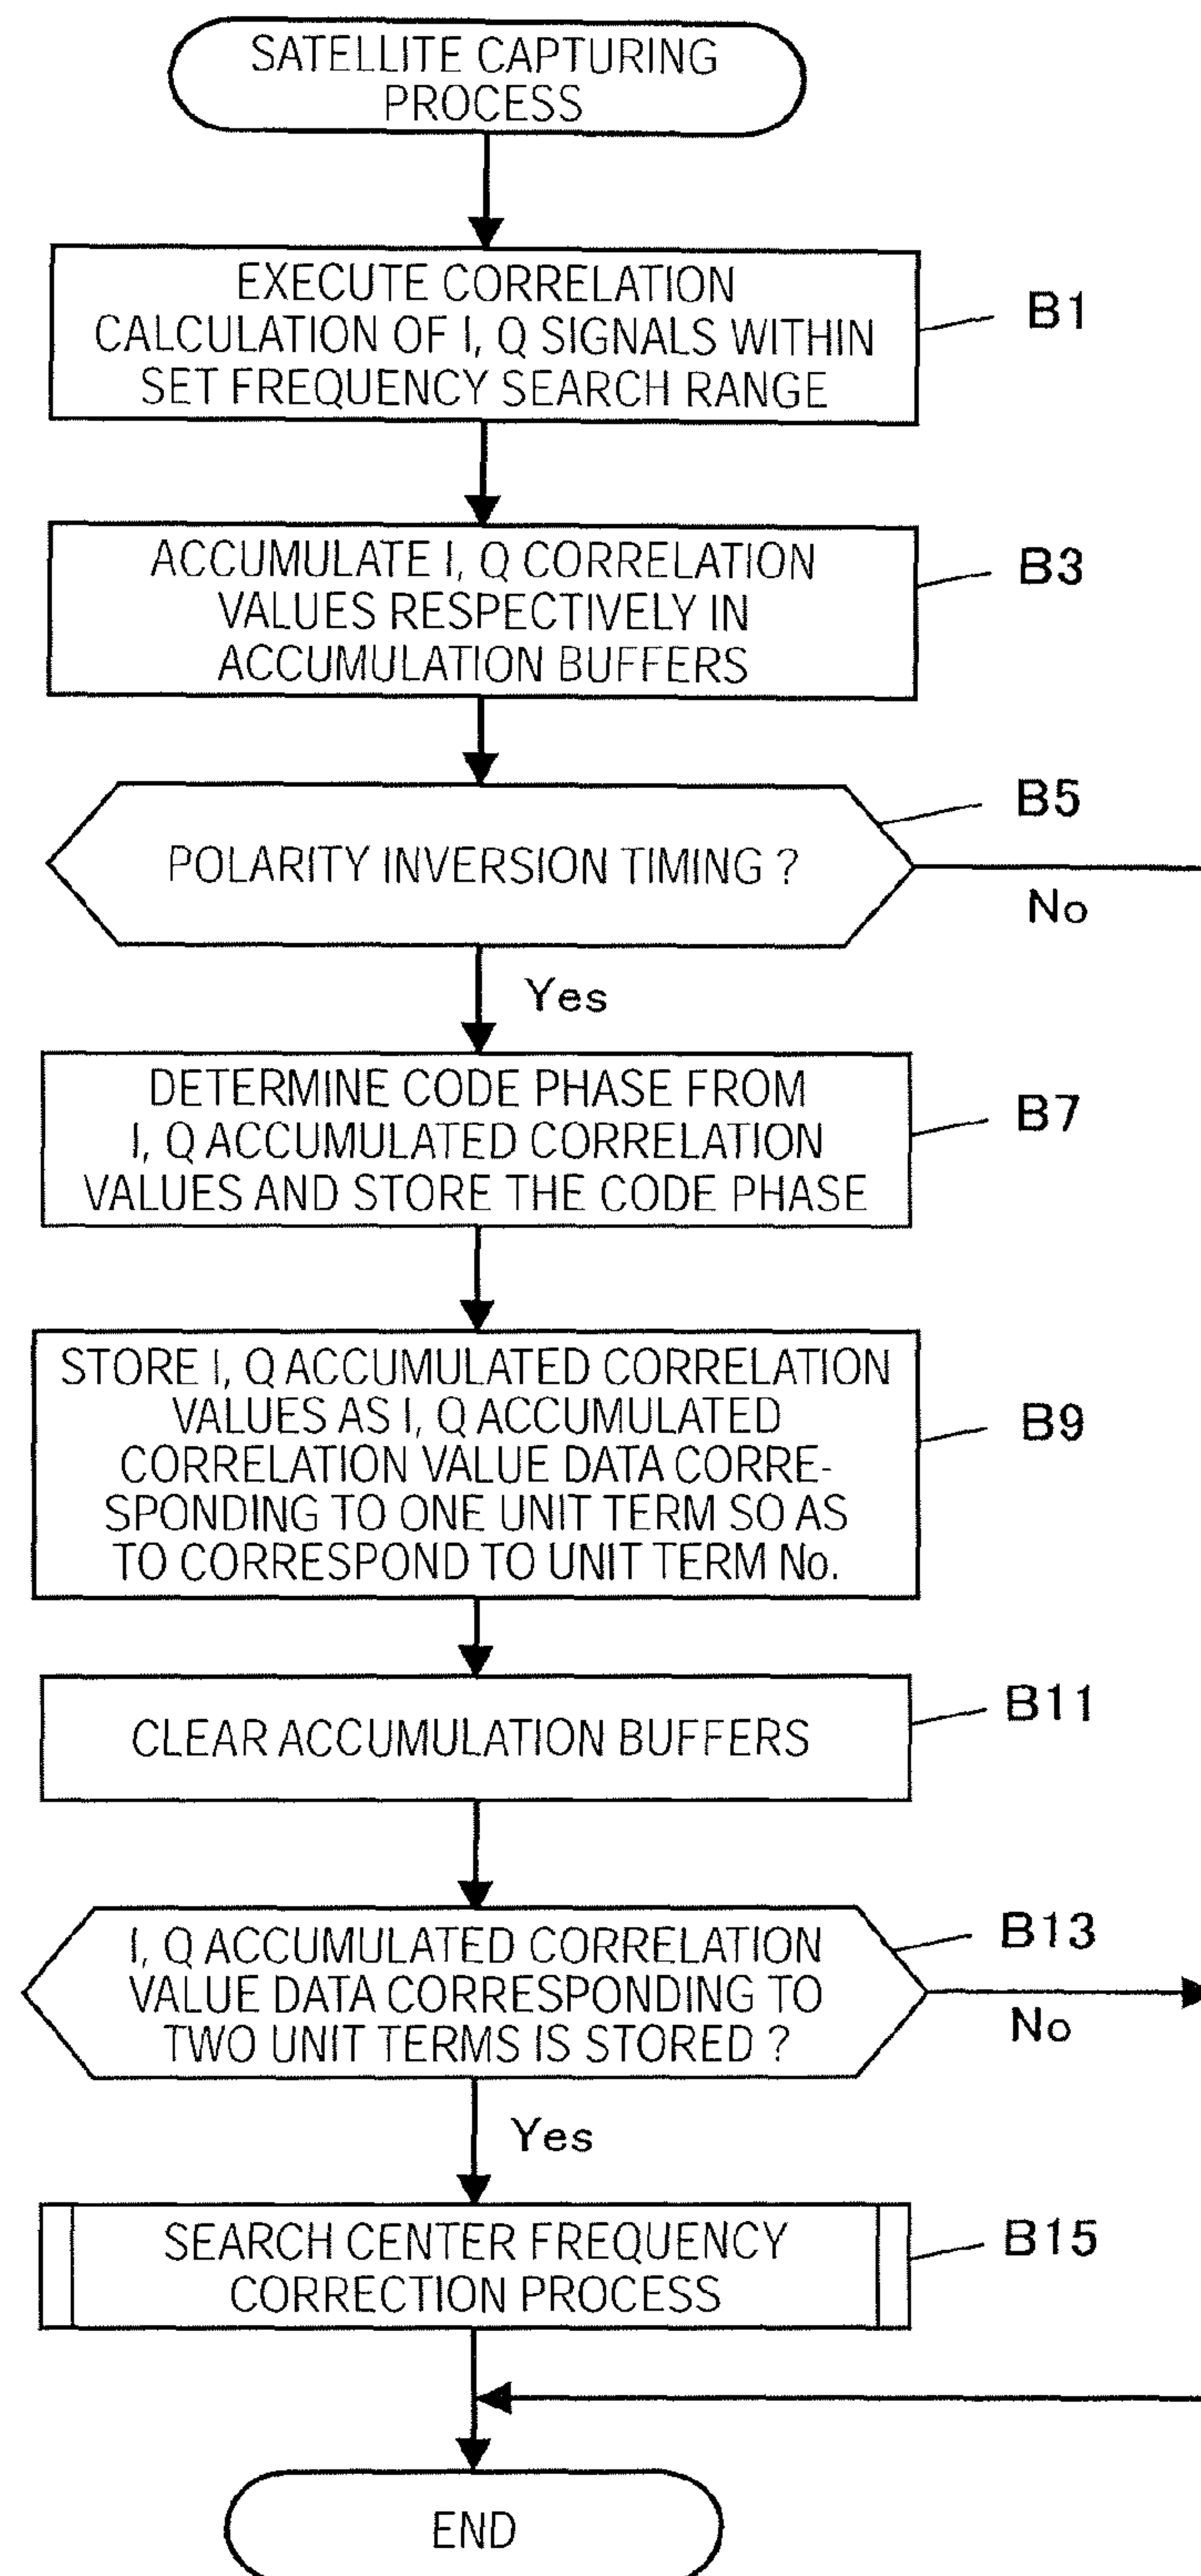 SATELLITE CAPTURING
PROCESS
EXECUTE CORRELATION
CALCULATION OF I, Q SIGNALS WITHIN
SET FREQUENCY SEARCH RANGE
B1
ACCUMULATE I, Q CORRELATION
VALUES RESPECTIVELY IN
ACCUMULATION BUFFERS
B3
POLARITY INVERSION TIMING ?
B5
No
Yes
DETERMINE CODE PHASE FROM
I, Q ACCUMULATED CORRELATION
VALUES AND STORE THE CODE PHASE
B7
STORE I, Q ACCUMULATED CORRELATION
VALUES AS I, Q ACCUMULATED
CORRELATION VALUE DATA CORRE-
SPONDING TO ONE UNIT TERM SO AS
TO CORRESPOND TO UNIT TERM No.
B9
CLEAR ACCUMULATION BUFFERS
B11
I, Q ACCUMULATED CORRELATION
VALUE DATA CORRESPONDING TO
TWO UNIT TERMS IS STORED ?
B13
No
Yes
SEARCH CENTER FREQUENCY
CORRECTION PROCESS
B15
END